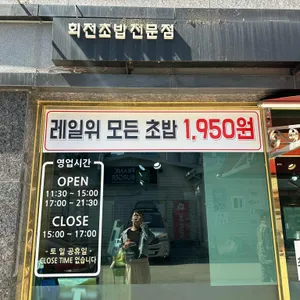 회전초밥전문점
레일위 모든 초밥 1,950원
영업시간
OPEN
11:30 ~ 15:00
17:00 ~ 21:30
CLOSE
15:00 ~ 17:00
- 토 일 공휴일 -
CLOSE TIME 없습니다